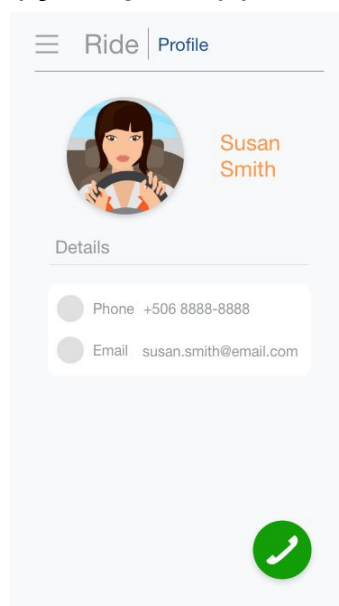 Ride Profile
Susan
Smith
Details
Phone +506 8888-8888
Email susan.smith@email.com